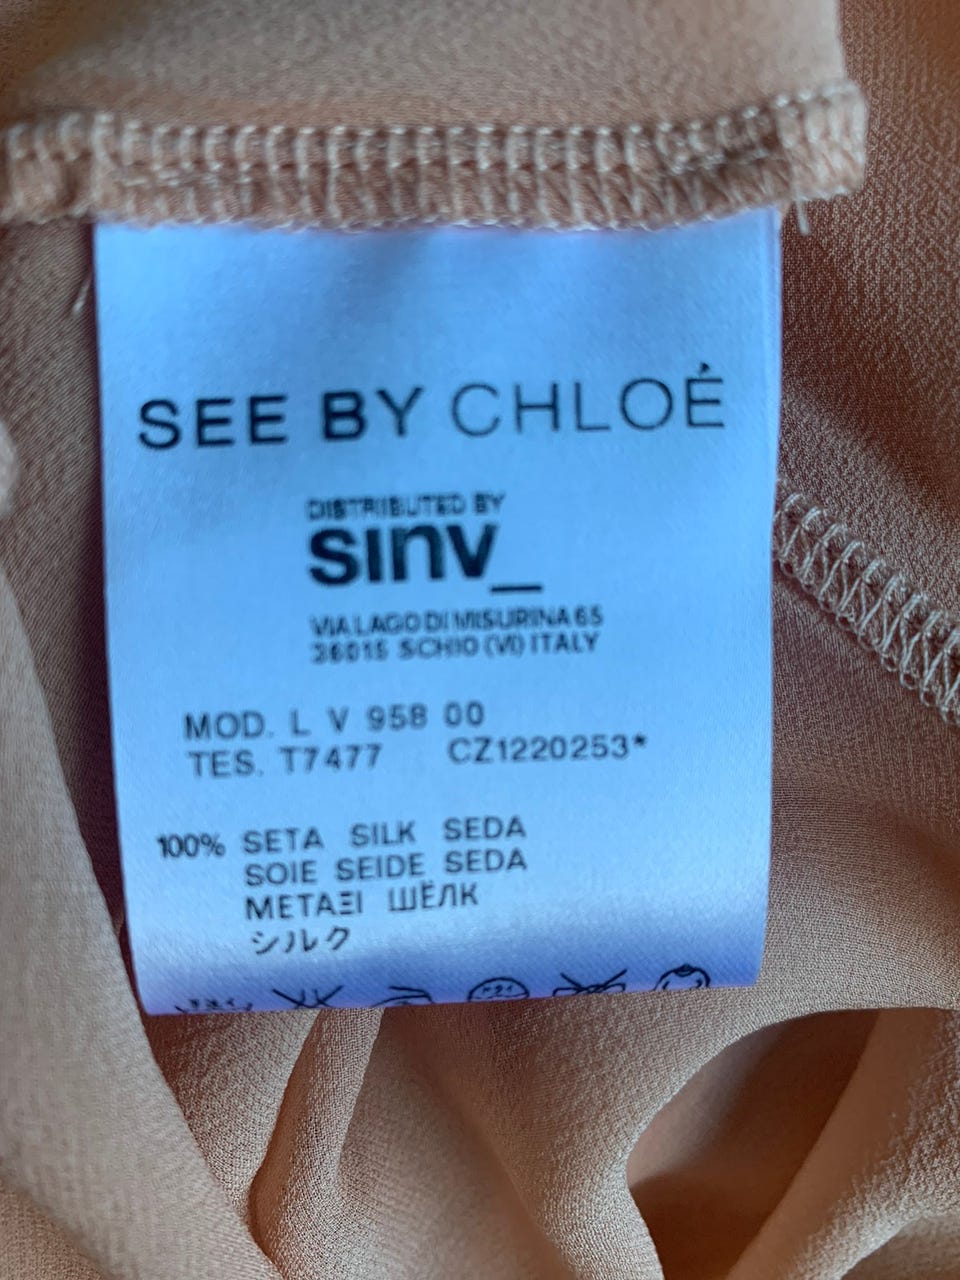 SEE BY CHLOÉ
DISTRIBUTED BY
sınv_
VIA LAGO DI MISURINA 65
36015 SCHIO (VI) ITALY
MOD. L V 958 00
TES. T7477 CZ1220253*
100% SETA SILK SEDA
SOIE SEIDE SEDA
ΜΕΤΑΞΙ ШЁЛК
シルク